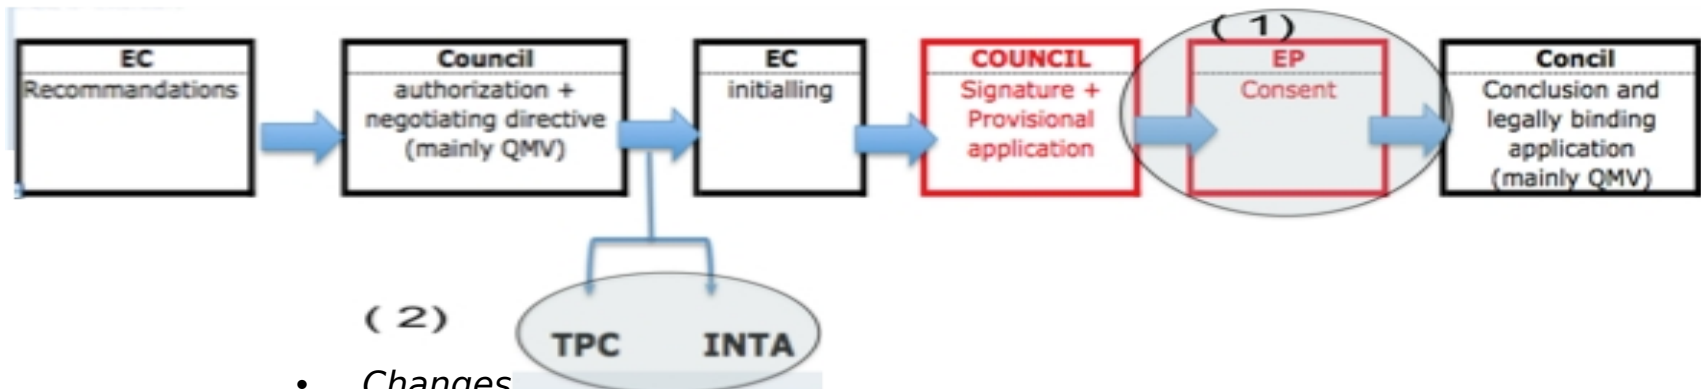 ( 1)
EC
Recommandations
Council
authorization +
negotiating directive
(mainly QMV)
EC
initialling
COUNCIL
Signature +
Provisional
application
EP
Consent
Concil
Conclusion and
legally binding
application
(mainly QMV)
( 2)
TPC INTA
• Changes